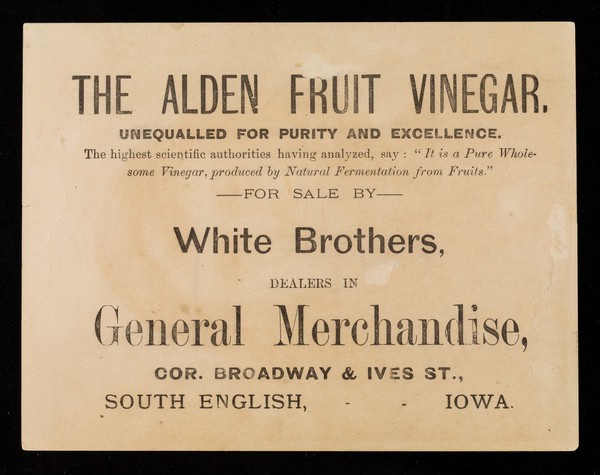 THE ALDEN FRUIT VINEGAR.
UNEQUALLED FOR PURITY AND EXCELLENCE.
The highest scientific authorities having analyzed, say: "It is a Pure Whole-
some Vinegar, produced by Natural Fermentation from Fruits."
—FOR SALE BY—
White Brothers,
DEALERS IN
General Merchandise,
COR. BROADWAY & IVES ST.,
SOUTH ENGLISH, - - IOWA.